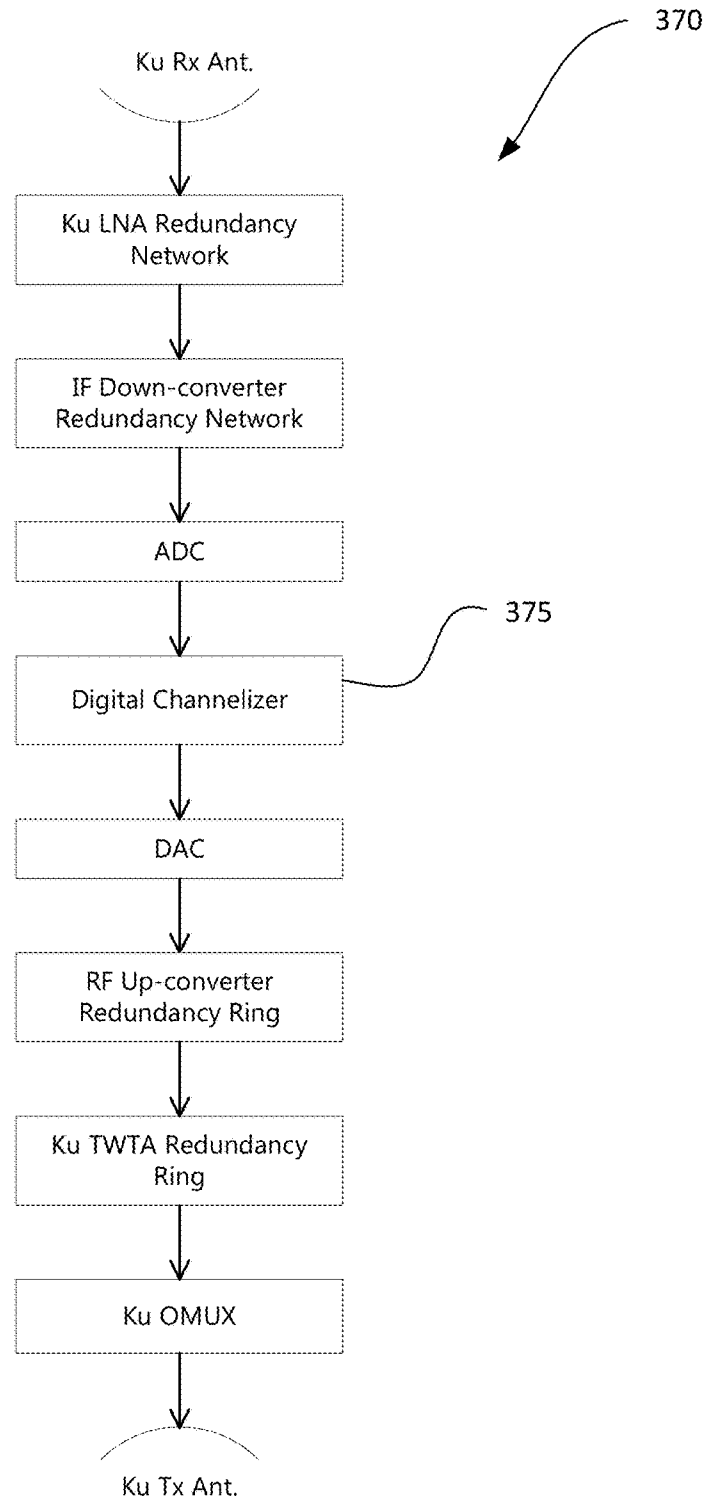 370
Ku Rx Ant.
Ku LNA Redundancy
Network
IF Down-converter
Redundancy Network
ADC
375
Digital Channelizer
DAC
RF Up-converter
Redundancy Ring
Ku TWTA Redundancy
Ring
Ku OMUX
Ku Tx Ant.